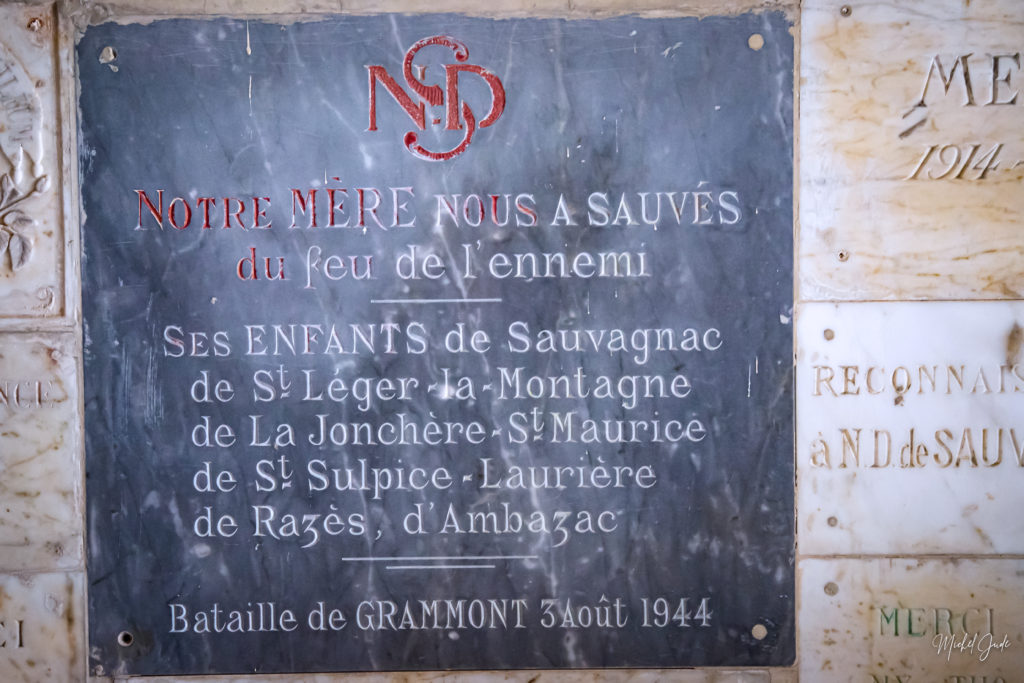 NSD
NOTRE MÈRE NOUS A SAUVÉS
du feu de l'ennemi
SES ENFANTS de Sauvagnac
de St. Léger-la-Montagne
de La Jonchère-St. Maurice
de St. Sulpice-Laurière
de Razès, d'Ambazac
Bataille de GRAMMONT 3 Août 1944
ME
1914-
RECONNAIS
à N.D. de SAUV
MERCI
Mickel Jude